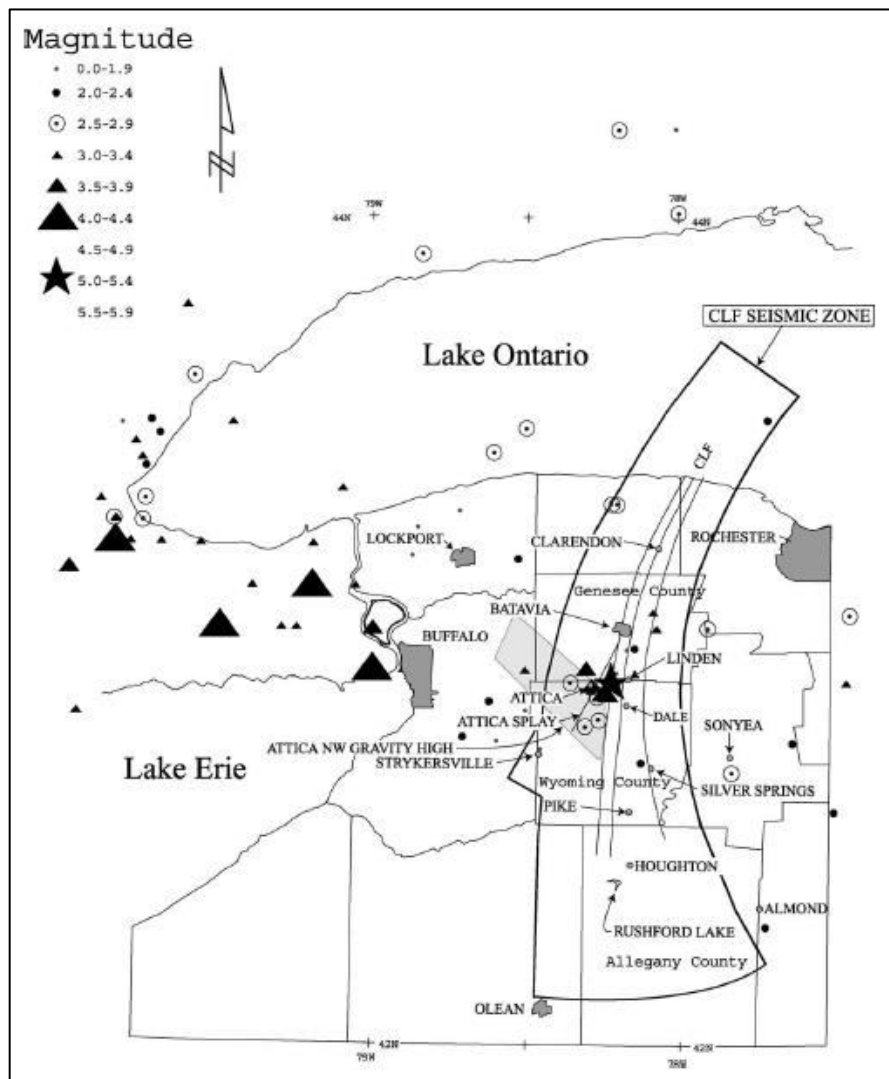 Magnitude
0.0-1.9
2.0-2.4
2.5-2.9
3.0-3.4
3.5-3.9
4.0-4.4
4.5-4.9
5.0-5.4
5.5-5.9
N
79W
78W
44N
44N
CLF SEISMIC ZONE
Lake Ontario
CLF
LOCKPORT
CLARENDON
ROCHESTER
Genesee County
BATAVIA
BUFFALO
LINDEN
ATTICA
ATTICA SPLAY
DALE
SONYEA
ATTICA NW GRAVITY HIGH
STRYKERSVILLE
Lake Erie
Wyoming County
SILVER SPRINGS
PIKE
HOUGHTON
ALMOND
RUSHFORD LAKE
Allegany County
OLEAN
42N
42N
79W
78W